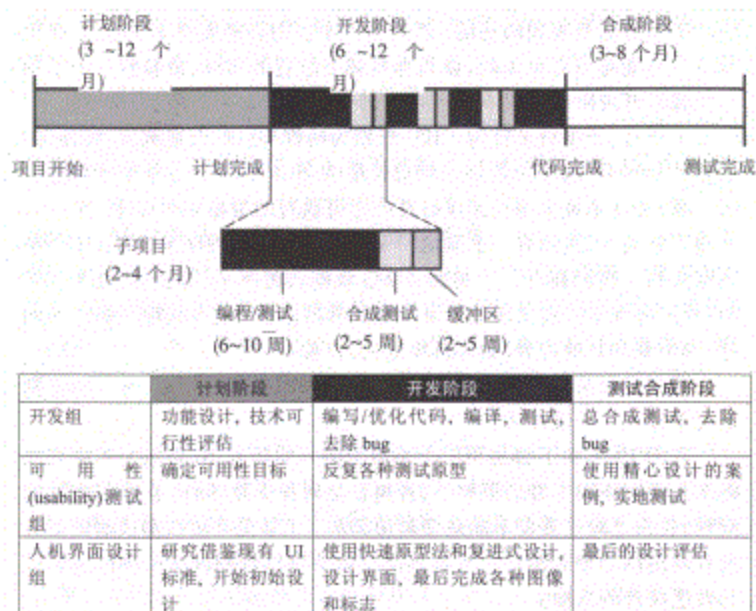 计划阶段
(3 ~12 个
月)
开发阶段
(6 ~12 个
月)
合成阶段
(3~8 个月)
项目开始
计划完成
代码完成
测试完成
子项目
(2~4 个月)
编程/测试
(6~10 周)
合成测试
(2~5 周)
缓冲区
(2~5 周)
计划阶段
开发阶段
测试合成阶段
开发组
功能设计, 技术可
行性评估
编写/优化代码, 编译, 测试,
去除 bug
总合成测试, 去除
bug
可用性
(usability)测试
组
确定可用性目标
反复各种测试原型
使用精心设计的案
例, 实地测试
人机界面设计
组
研究借鉴现有 UI
标准, 开始初始设
计
使用快速原型法和复进式设计,
设计界面, 最后完成各种图像
和标志
最后的设计评估